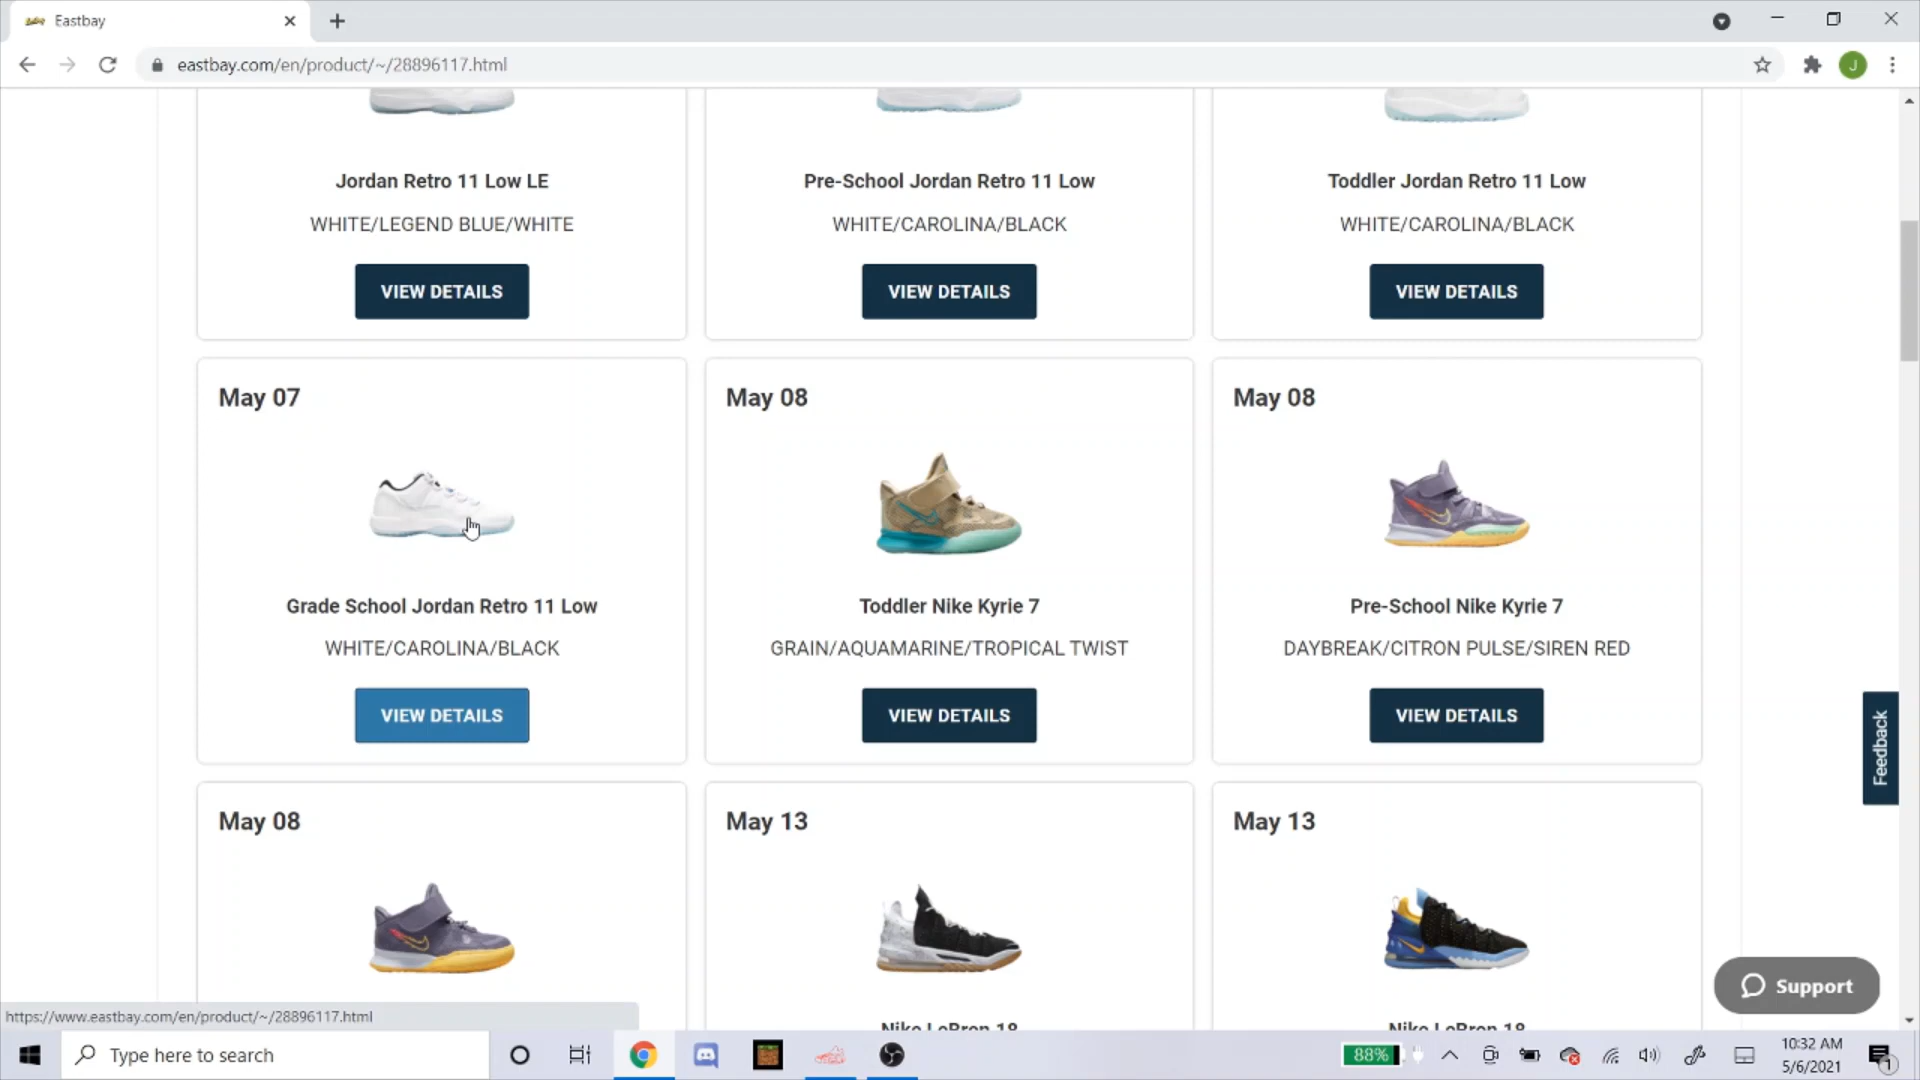 Eastbay
eastbay.com/en/product/~/28896117.html
J
Jordan Retro 11 Low LE
WHITE/LEGEND BLUE/WHITE
VIEW DETAILS
Pre-School Jordan Retro 11 Low
WHITE/CAROLINA/BLACK
VIEW DETAILS
Toddler Jordan Retro 11 Low
WHITE/CAROLINA/BLACK
VIEW DETAILS
May 07
Grade School Jordan Retro 11 Low
WHITE/CAROLINA/BLACK
VIEW DETAILS
May 08
Toddler Nike Kyrie 7
GRAIN/AQUAMARINE/TROPICAL TWIST
VIEW DETAILS
May 08
Pre-School Nike Kyrie 7
DAYBREAK/CITRON PULSE/SIREN RED
VIEW DETAILS
Feedback
May 08
May 13
Nike LeBron 18
May 13
Nike LeBron 18
Support
https://www.eastbay.com/en/product/~/28896117.html
Type here to search
88%
10:32 AM
5/6/2021
1